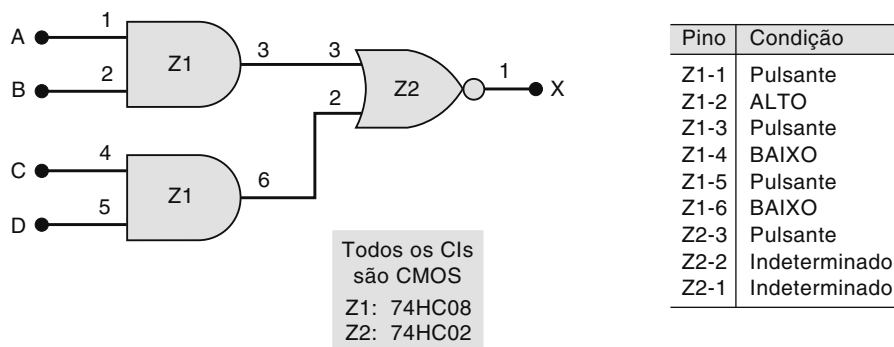 A 1
B 2
Z1
3
3
2
Z2
1
X
C 4
D 5
Z1
6
Todos os CIs
são CMOS
Z1: 74HC08
Z2: 74HC02
Pino Condição
Z1-1 Pulsante
Z1-2 ALTO
Z1-3 Pulsante
Z1-4 BAIXO
Z1-5 Pulsante
Z1-6 BAIXO
Z2-3 Pulsante
Z2-2 Indeterminado
Z2-1 Indeterminado